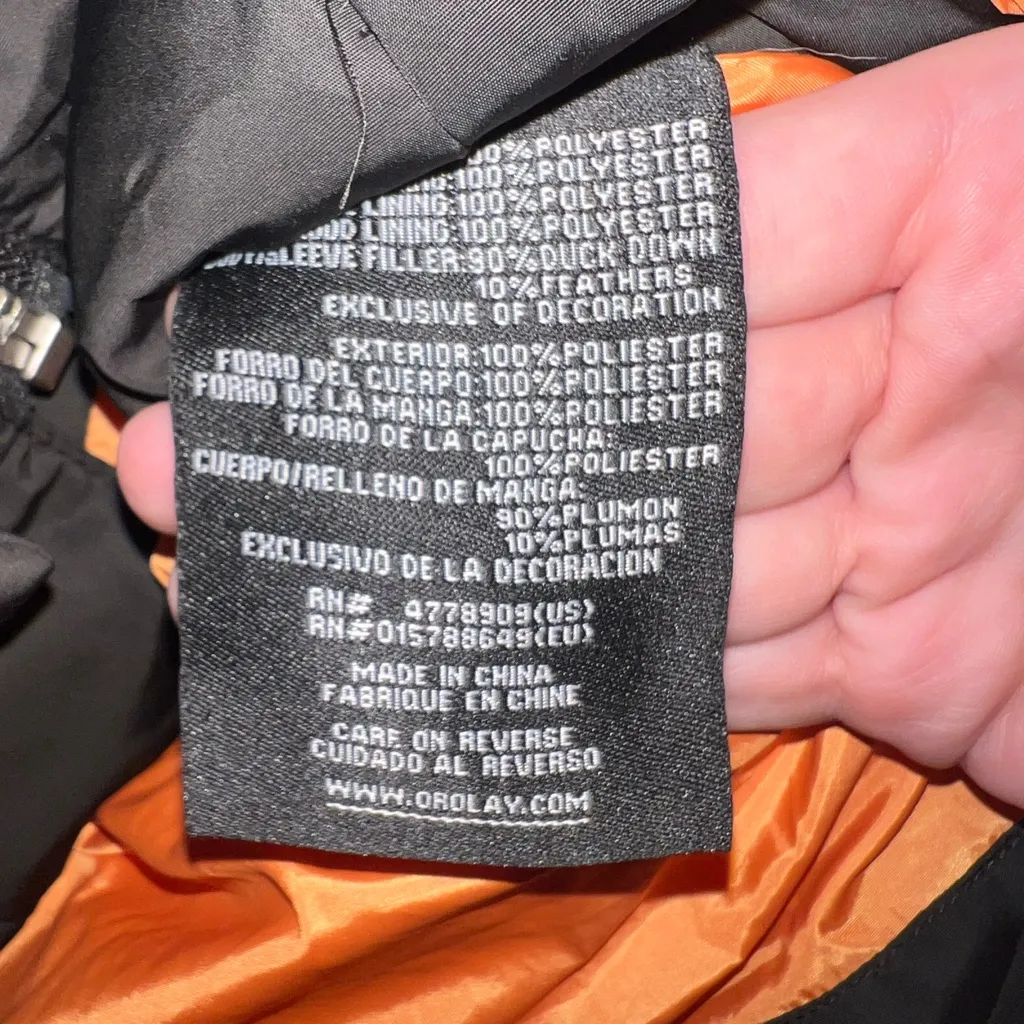 100%POLYESTER
100%POLYESTER
LINING:100%POLYESTER
LINING:100%POLYESTER
SLEEVE FILLER:90%DUCK DOWN
10%FEATHERS
EXCLUSIVE OF DECORATION
EXTERIOR:100%POLIESTER
FORRO DEL CUERPO:100%POLIESTER
FORRO DE LA MANGA:100%POLIESTER
FORRO DE LA CAPUCHA:
100%POLIESTER
CUERPO/RELLENO DE MANGA:
90%PLUMON
10%PLUMAS
EXCLUSIVO DE LA DECORACION
RN# 4778909(US)
RN#015788649(EU)
MADE IN CHINA
FABRIQUE EN CHINE
CARE ON REVERSE
CUIDADO AL REVERSO
WWW.OROLAY.COM